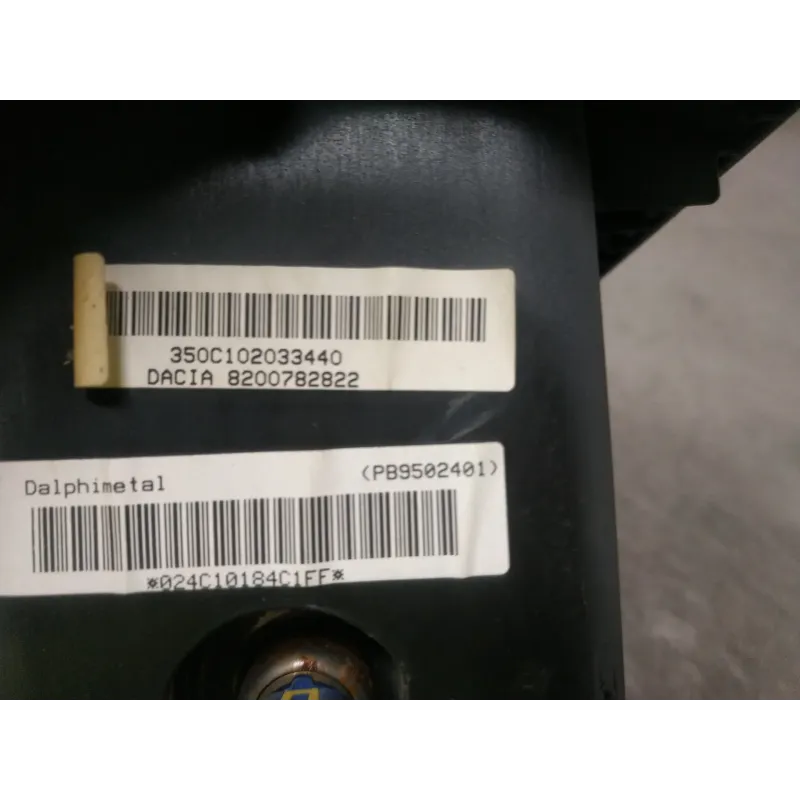 350C102033440
DACIA 8200782822
Dalphimetal (PB9502401)
*024C10184C1FF*